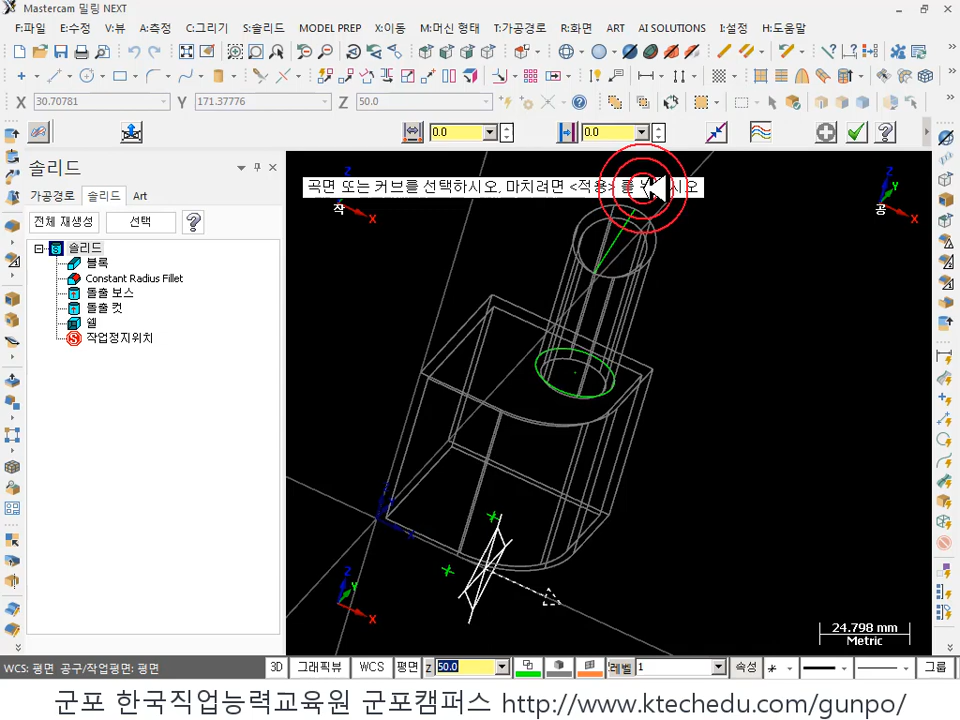 Mastercam 밀링 NEXT
F:파일 E:수정 V:뷰 A:측정 C:그리기 S:솔리드 MODEL PREP X:이동 M:머신 형태 T:가공경로 R:화면 ART AI SOLUTIONS I:설정 H:도움말
X 30.70781 Y 171.37776 Z 50.0
0.0 0.0
솔리드
가공경로 솔리드 Art
전체 재생성 선택
솔리드
블록
Constant Radius Fillet
돌출 보스
돌출 컷
쉘
작업정지위치
곡면 또는 커브를 선택하시오, 마치려면 <적용> 를 시오
Z
작 X
Z Y
공 X
Z Y
X
24.798 mm
Metric
WCS: 평면 공구/작업평면: 평면 3D 그래픽뷰 WCS 평면 Z 50.0 레벨 1 속성 그룹
군포 한국직업능력교육원 군포캠퍼스 http://www.ktechedu.com/gunpo/